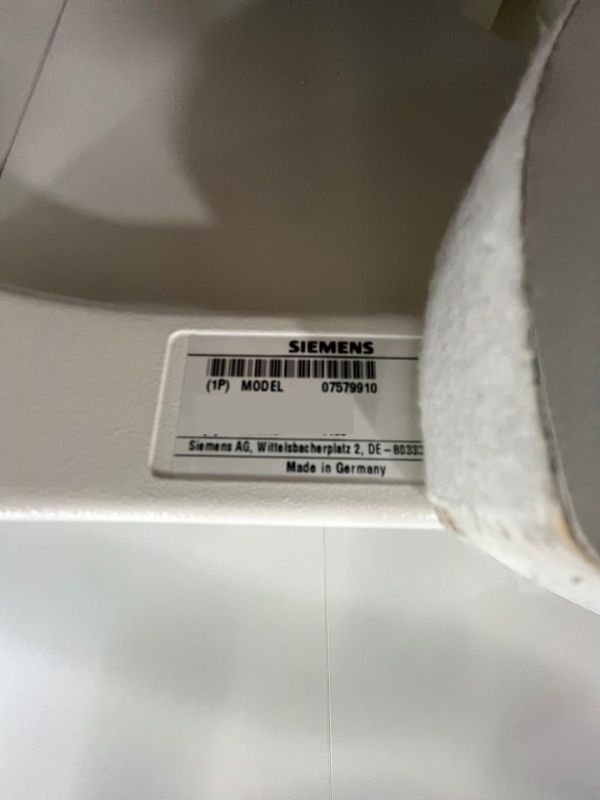 SIEMENS
(1P) MODEL 07579910
Siemens AG, Wittelsbacherplatz 2, DE-
Made in Germany